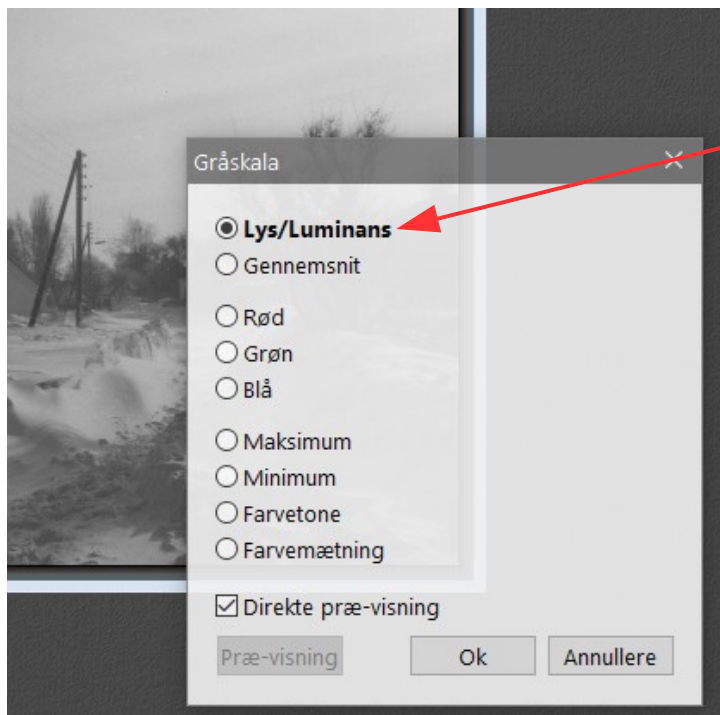 Gråskala
Lys/Luminans
Gennemsnit
Rød
Grøn
Blå
Maksimum
Minimum
Farvetone
Farvemætning
Direkte præ-visning
Præ-visning Ok Annullere